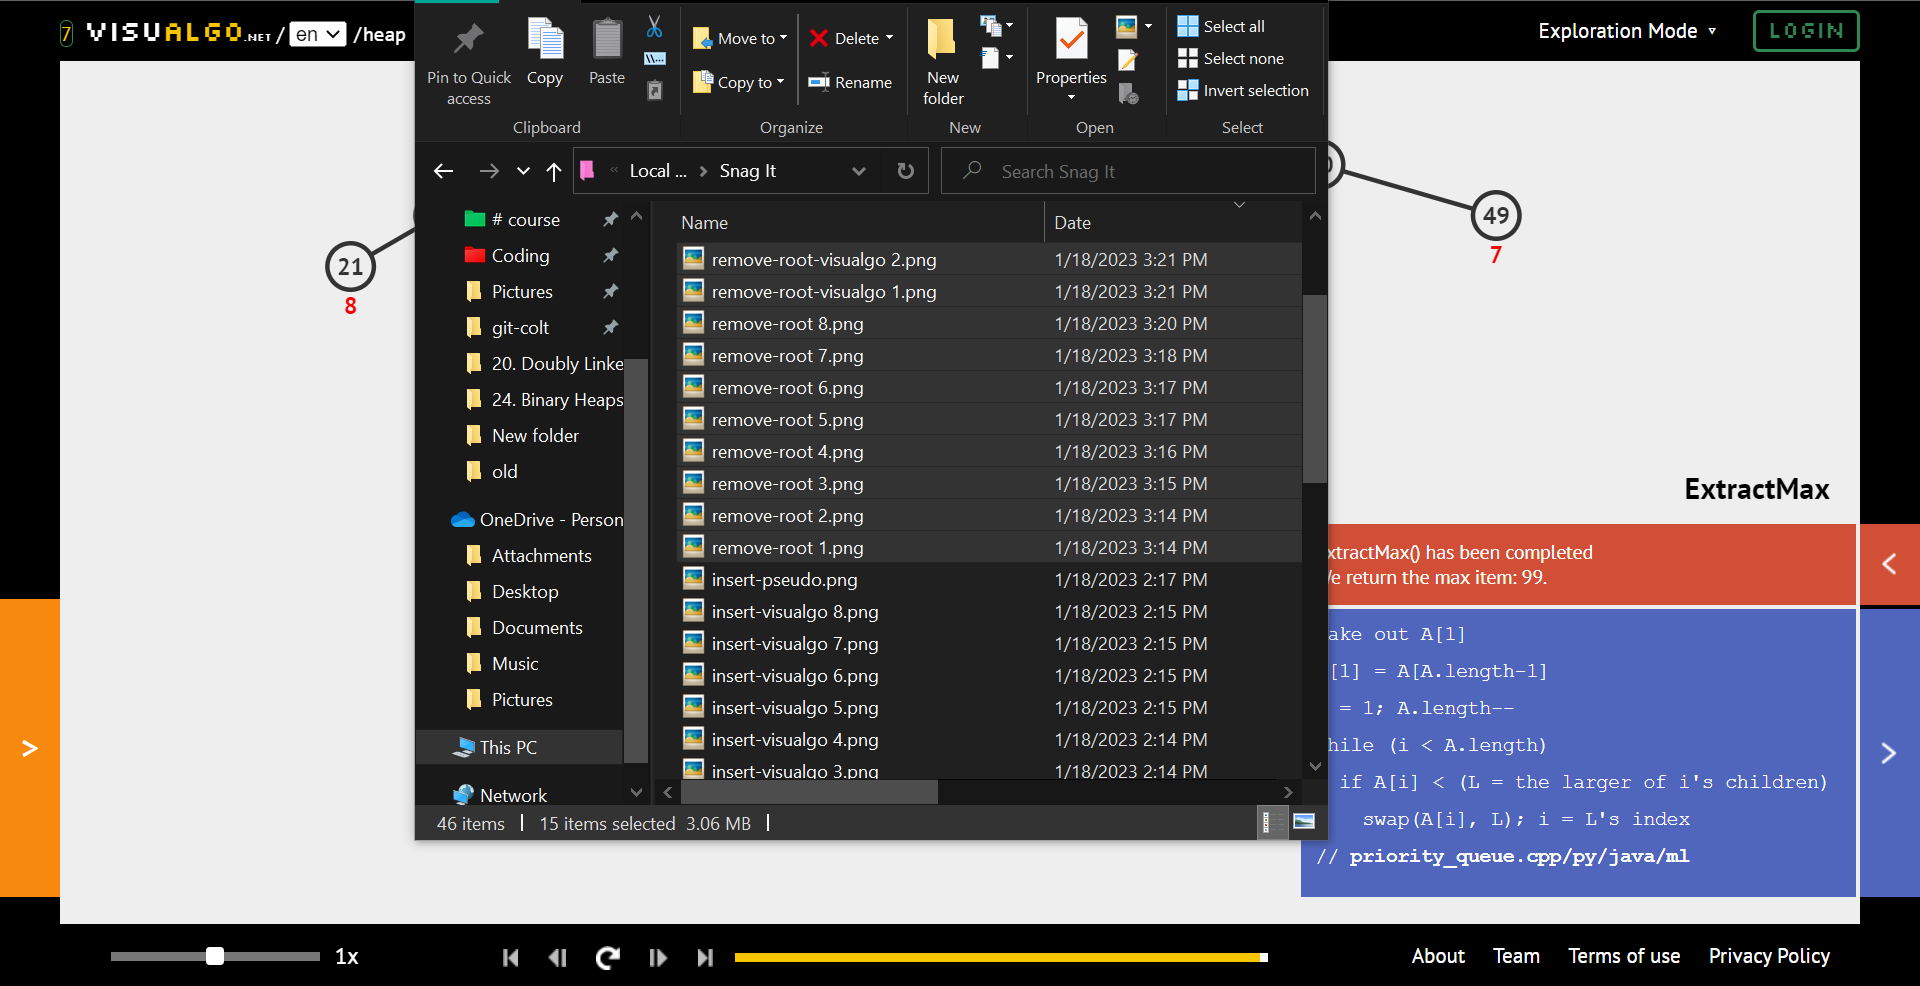 7 VISUALGO.NET / en /heap
Exploration Mode ▾
LOGIN
Pin to Quick access
Copy
Paste
Clipboard
Move to
Copy to
Delete
Rename
Organize
New folder
New
Properties
Open
Select all
Select none
Invert selection
Select
« Local ... > Snag It
Search Snag It
# course
Coding
Pictures
git-colt
20. Doubly Linke
24. Binary Heaps
New folder
old
OneDrive - Person
Attachments
Desktop
Documents
Music
Pictures
This PC
Network
Name Date
remove-root-visualgo 2.png 1/18/2023 3:21 PM
remove-root-visualgo 1.png 1/18/2023 3:21 PM
remove-root 8.png 1/18/2023 3:20 PM
remove-root 7.png 1/18/2023 3:18 PM
remove-root 6.png 1/18/2023 3:17 PM
remove-root 5.png 1/18/2023 3:17 PM
remove-root 4.png 1/18/2023 3:16 PM
remove-root 3.png 1/18/2023 3:15 PM
remove-root 2.png 1/18/2023 3:14 PM
remove-root 1.png 1/18/2023 3:14 PM
insert-pseudo.png 1/18/2023 2:17 PM
insert-visualgo 8.png 1/18/2023 2:15 PM
insert-visualgo 7.png 1/18/2023 2:15 PM
insert-visualgo 6.png 1/18/2023 2:15 PM
insert-visualgo 5.png 1/18/2023 2:15 PM
insert-visualgo 4.png 1/18/2023 2:14 PM
insert-visualgo 3.png 1/18/2023 2:14 PM
46 items | 15 items selected 3.06 MB |
21
8
49
7
ExtractMax
xtractMax() has been completed
e return the max item: 99.
ake out A[1]
[1] = A[A.length-1]
= 1; A.length--
hile (i < A.length)
if A[i] < (L = the larger of i's children)
swap(A[i], L); i = L's index
// priority_queue.cpp/py/java/ml
1x
About Team Terms of use Privacy Policy